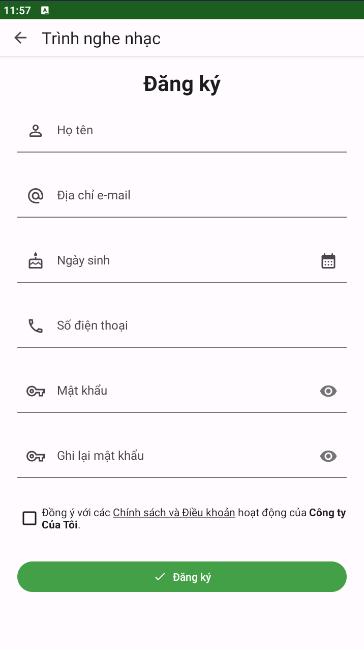 11:57
Trình nghe nhạc
Đăng ký
Họ tên
Địa chỉ e-mail
Ngày sinh
Số điện thoại
Mật khẩu
Ghi lại mật khẩu
Đồng ý với các Chính sách và Điều khoản hoạt động của Công ty
Của Tôi.
Đăng ký